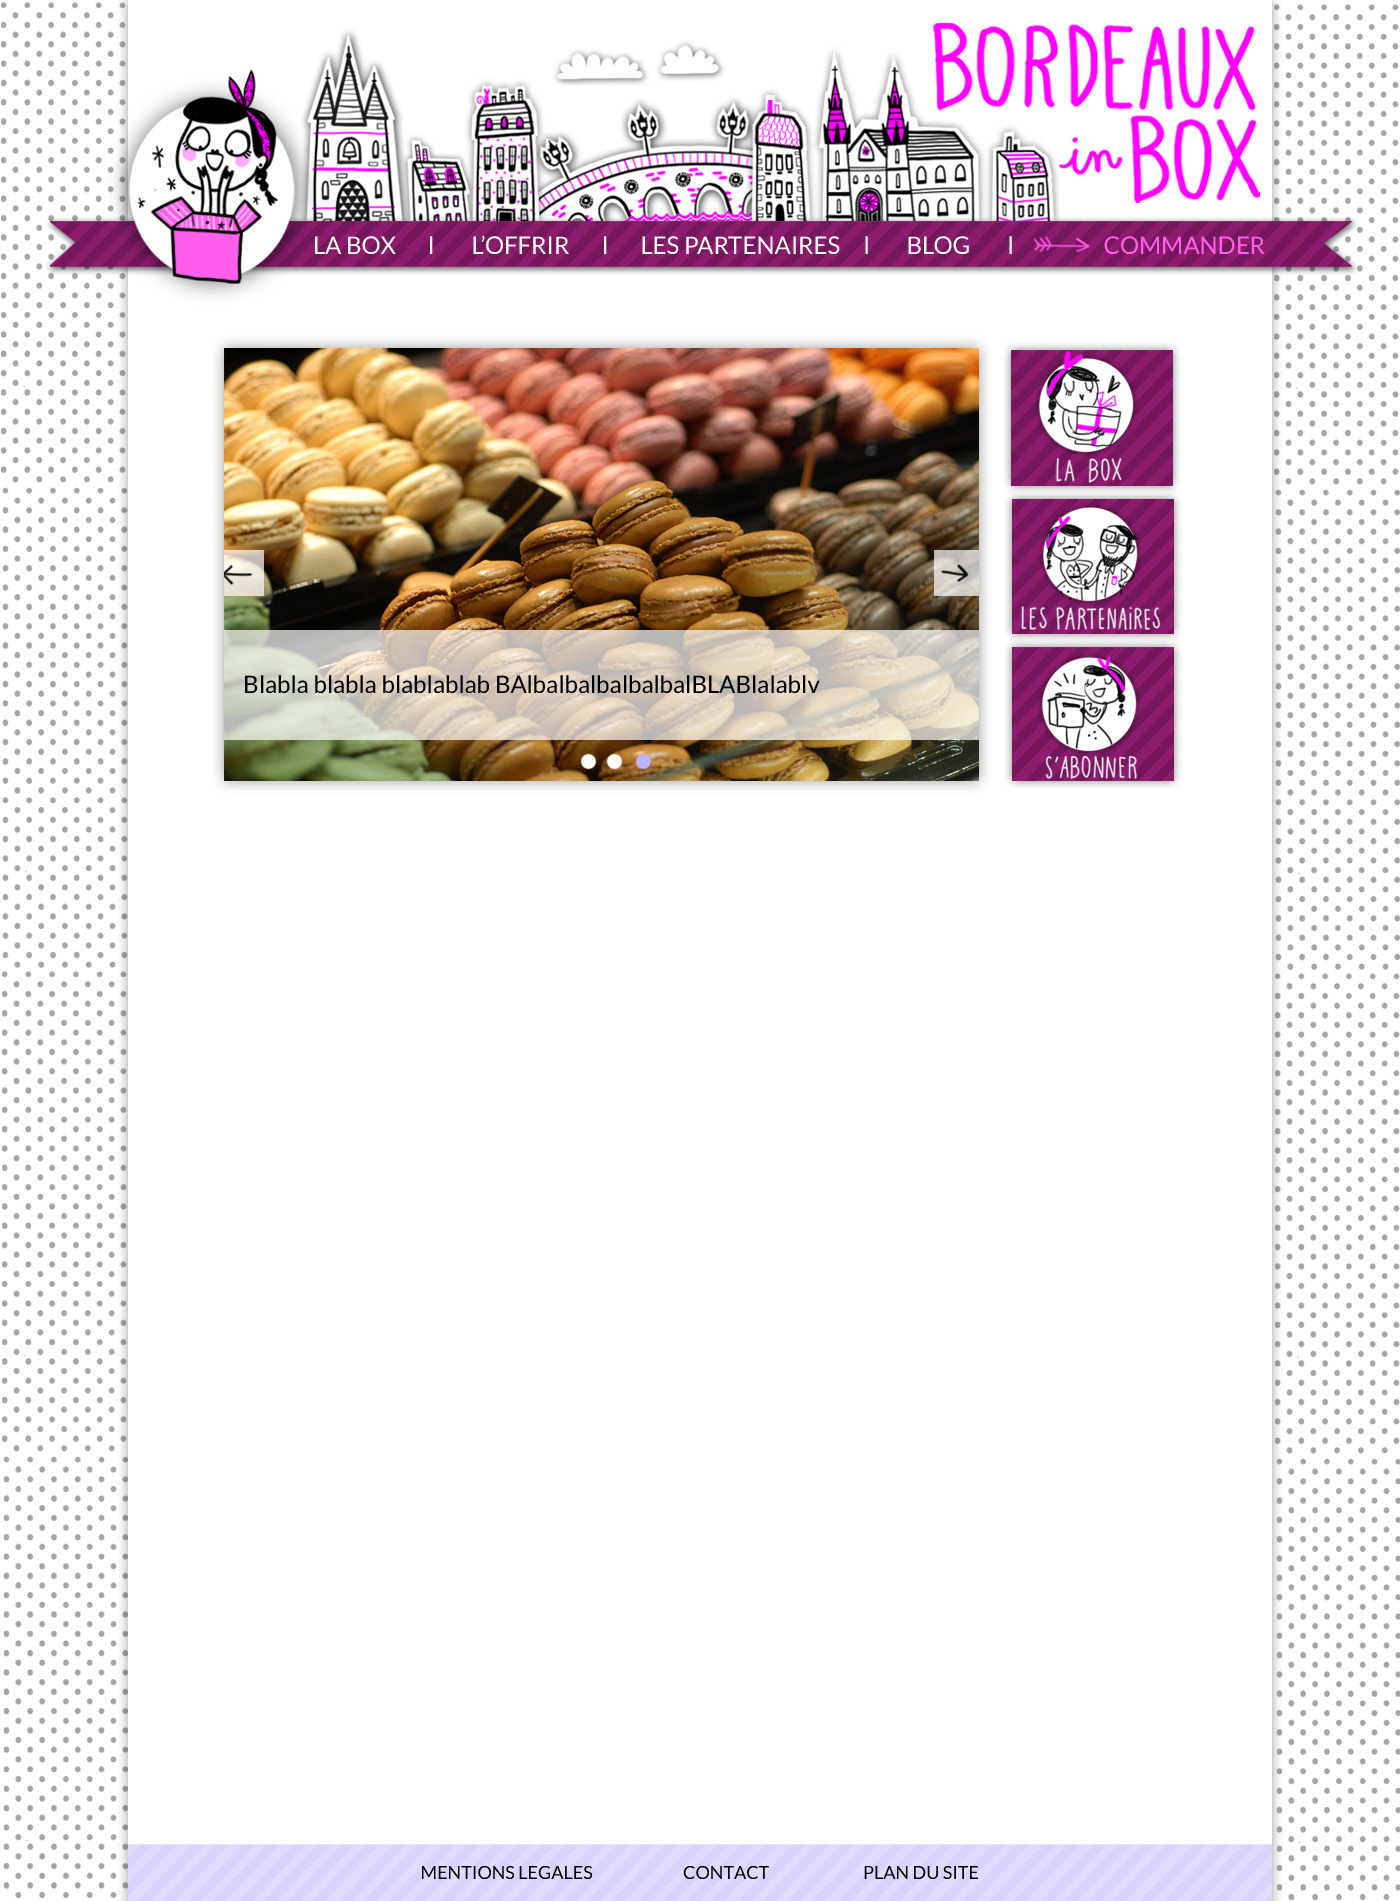 BORDEAUX
in BOX
LA BOX I L’OFFRIR I LES PARTENAIRES I BLOG I COMMANDER
LA BOX
LES PARTENAiRES
Blabla blabla blablablab BAlbalbalbalbalbalBLABlalablv
S’ABONNER
MENTIONS LEGALES CONTACT PLAN DU SITE